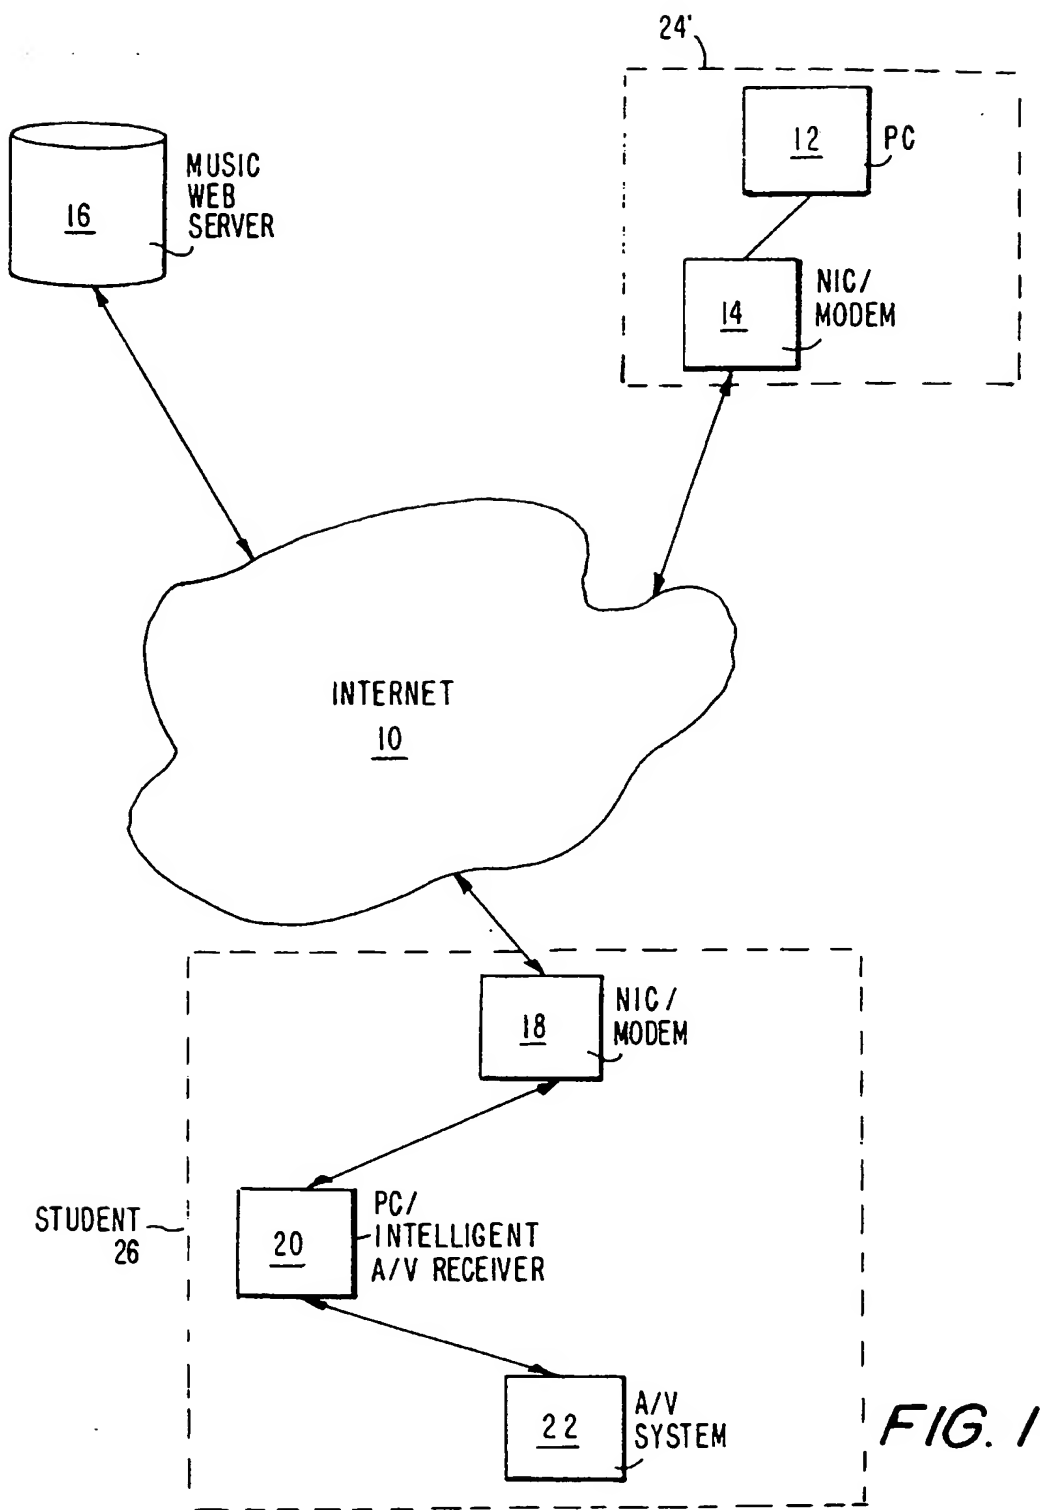 24'
12
PC
MUSIC
WEB
SERVER
16
NIC/
MODEM
14
INTERNET
10
NIC/
MODEM
18
STUDENT
26
PC/
INTELLIGENT
A/V RECEIVER
20
A/V
SYSTEM
22
FIG. 1